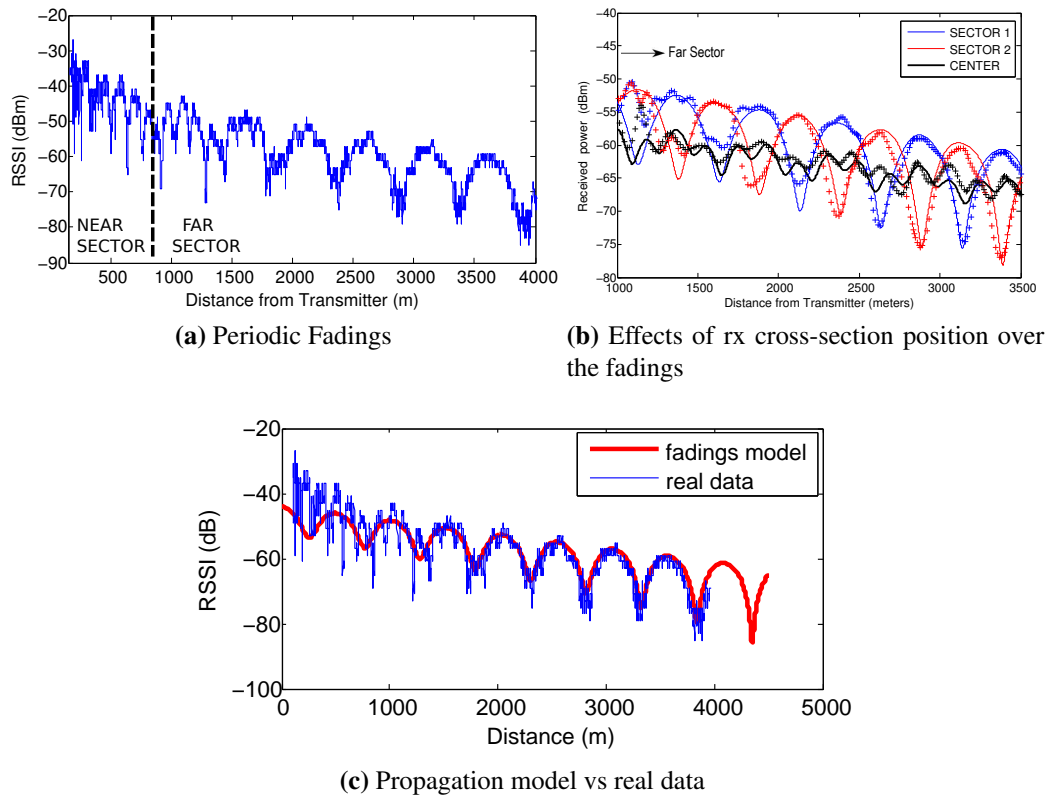 −20
−30
−40
−50
−60
−70
−80
−90
RSSI (dBm)
NEAR SECTOR
FAR SECTOR
500 1000 1500 2000 2500 3000 3500 4000
Distance from Transmitter (m)
(a) Periodic Fadings
−40
−45
−50
−55
−60
−65
−70
−75
−80
Received power (dBm)
Far Sector
SECTOR 1
SECTOR 2
CENTER
1000 1500 2000 2500 3000 3500
Distance from Transmitter (meters)
(b) Effects of rx cross-section position over
the fadings
−20
−40
−60
−80
−100
RSSI (dB)
fadings model
real data
0 1000 2000 3000 4000 5000
Distance (m)
(c) Propagation model vs real data